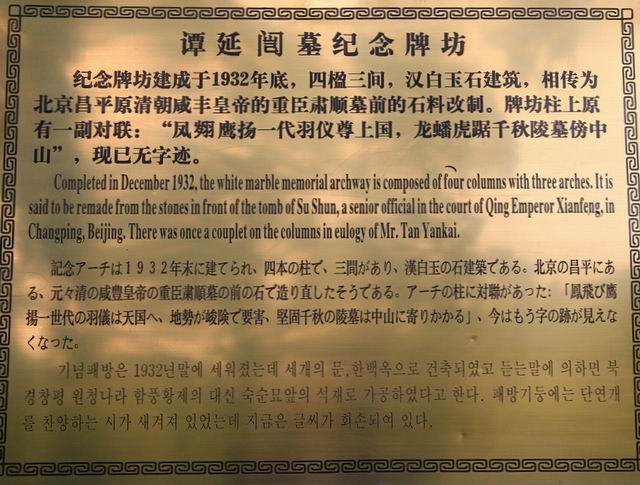 谭延闿墓纪念牌坊
纪念牌坊建成于1932年底，四楹三间，汉白玉石建筑，相传为
北京昌平原清朝咸丰皇帝的重臣肃顺墓前的石料改制。牌坊柱上原
有一副对联：“凤翙鹰扬一代羽仪尊上国，龙蟠虎踞千秋陵墓傍中
山”，现已无字迹。
Completed in December 1932, the white marble memorial archway is composed of four columns with three arches. It is
said to be remade from the stones in front of the tomb of Su Shun, a senior official in the court of Qing Emperor Xianfeng, in
Changping, Beijing. There was once a couplet on the columns in eulogy of Mr. Tan Yankai.
記念アーチは１９３２年末に建てられ、四本の柱で、三間があり、漢白玉の石建築である。北京の昌平にあ
る、元々清の咸豊皇帝の重臣粛順墓の前の石で造り直したそうである。アーチの柱に対聯があった:「鳳飛び鷹
揚一世代の羽儀は天国へ、地勢が峻険で要害、堅固千秋の陵墓は中山に寄りかかる」、今はもう字の跡が見えな
くなった。
기념패방은 1932년말에 세워졌는데 세개의 문,한백옥으로 건축되였고 듣는말에 의하면 북
경창평 원청나라 함풍황제의 대신 숙순묘앞의 석재로 가공하였다고 한다. 패방기둥에는 단연개
를 찬양하는 시가 새겨져 있었는데 지금은 글씨가 회손되여 있다.